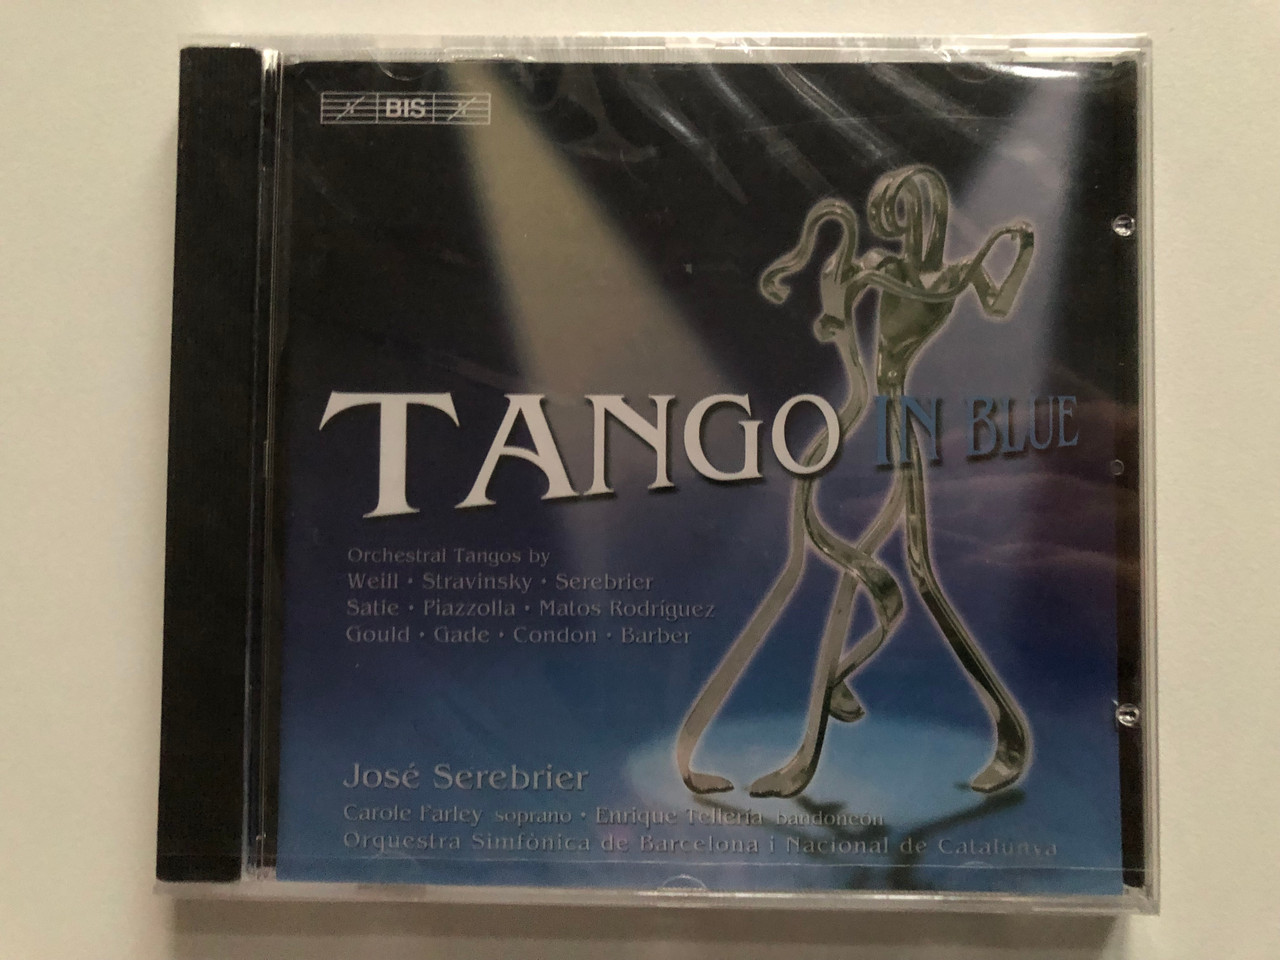 BIS
TANGO IN BLUE
Orchestral Tangos by
Weill · Stravinsky · Serebrier
Satie · Piazzolla · Matos Rodríguez
Gould · Gade · Condon · Barber
José Serebrier
Carole Farley soprano · Enrique Tellería bandoneón
Orquestra Simfònica de Barcelona i Nacional de Catalunya